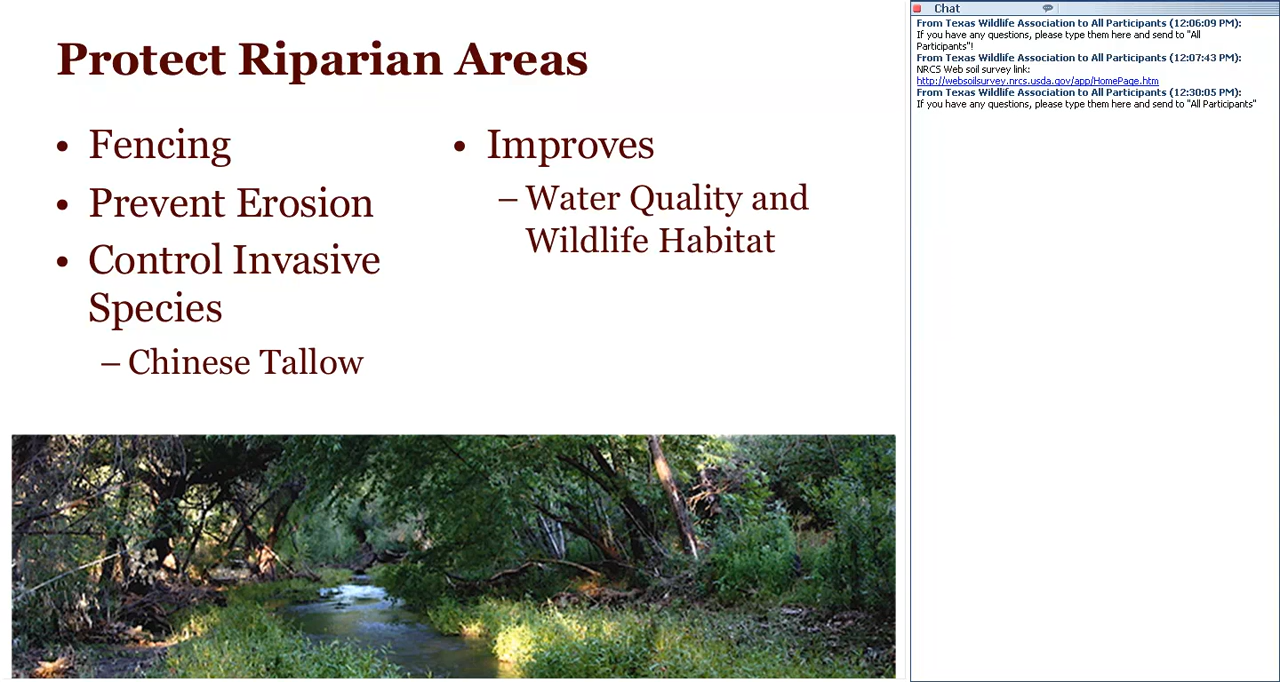 Protect Riparian Areas
• Fencing
• Prevent Erosion
• Control Invasive
Species
– Chinese Tallow
• Improves
– Water Quality and
Wildlife Habitat
Chat
From Texas Wildlife Association to All Participants (12:06:09 PM):
If you have any questions, please type them here and send to "All
Participants"!
From Texas Wildlife Association to All Participants (12:07:43 PM):
NRCS Web soil survey link:
http://websoilsurvey.nrcs.usda.gov/app/HomePage.htm
From Texas Wildlife Association to All Participants (12:30:05 PM):
If you have any questions, please type them here and send to "All Participants"